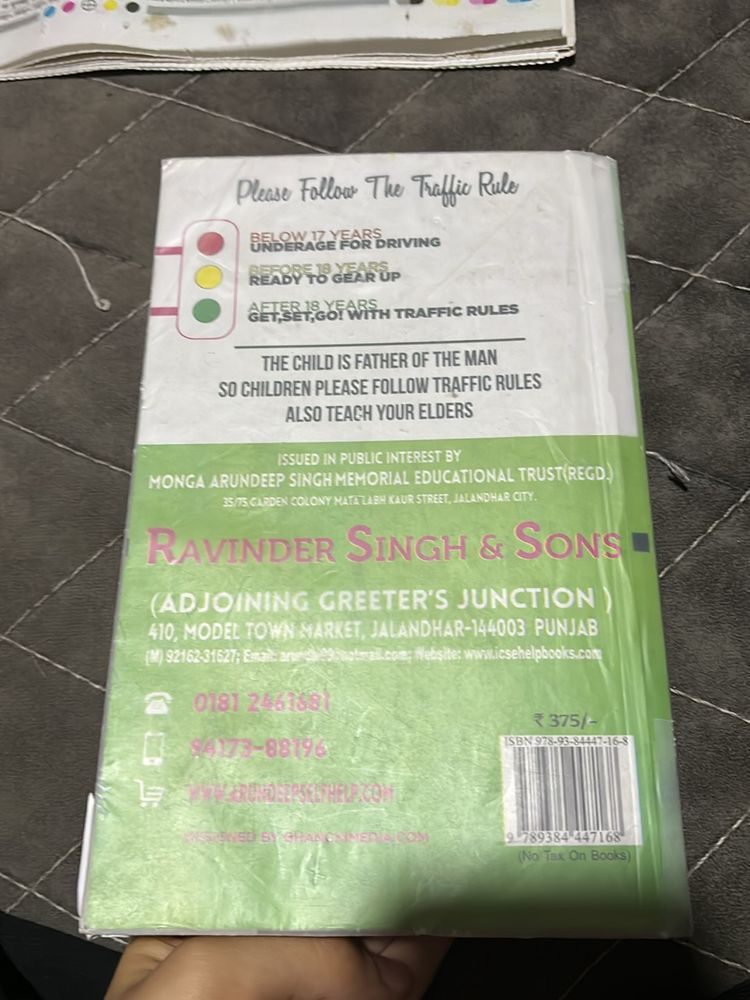 Please Follow The Traffic Rule
BELOW 17 YEARS
UNDERAGE FOR DRIVING
BEFORE 18 YEARS
READY TO GEAR UP
AFTER 18 YEARS
GET,SET,GO! WITH TRAFFIC RULES
THE CHILD IS FATHER OF THE MAN
SO CHILDREN PLEASE FOLLOW TRAFFIC RULES
ALSO TEACH YOUR ELDERS
ISSUED IN PUBLIC INTEREST BY
MONGA ARUNDEEP SINGH MEMORIAL EDUCATIONAL TRUST(REGD.)
35/75,GARDEN COLONY MATA LABH KAUR STREET, JALANDHAR CITY.
RAVINDER SINGH & SONS
(ADJOINING GREETER'S JUNCTION )
410, MODEL TOWN MARKET, JALANDHAR-144003 PUNJAB
(M) 92162-31627; Email: Website: www.icsehelpbooks.com
0181 2461681
94173-88196
WWW.ARUNDEEPSELFHELP.COM
DESIGNED BY
₹ 375/-
ISBN 978-93-84447-16-8
9 789384 447168
(No Tax On Books)